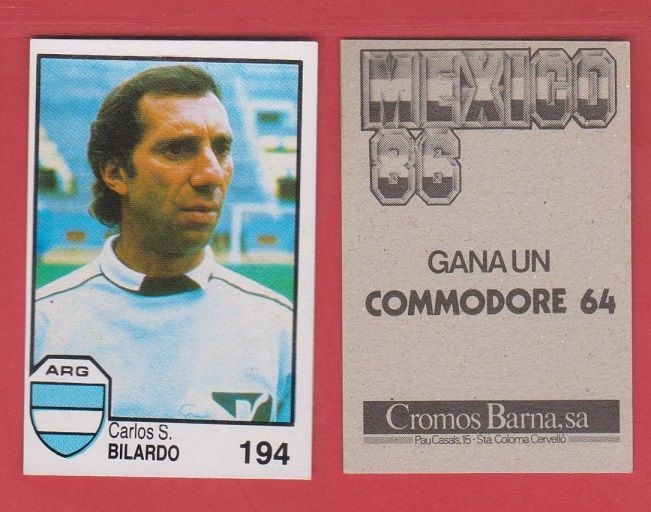 ARG
Carlos S.
BILARDO
194
MEXICO
86
GANA UN
COMMODORE 64
Cromos Barna, sa
Pau Casals, 15 - Sta. Coloma Cervelló